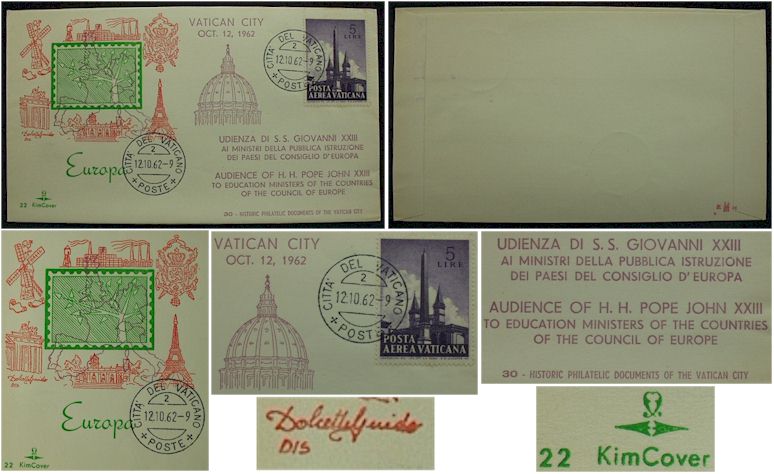 VATICAN CITY
OCT. 12, 1962
CITTÀ DEL VATICANO
2
12.10.62-9
+ POSTE +
5
LIRE
POSTA
AEREA VATICANA
UDIENZA DI S. S. GIOVANNI XXIII
AI MINISTRI DELLA PUBBLICA ISTRUZIONE
DEI PAESI DEL CONSIGLIO D'EUROPA
AUDIENCE OF H. H. POPE JOHN XXIII
TO EDUCATION MINISTERS OF THE COUNTRIES
OF THE COUNCIL OF EUROPE
30 - HISTORIC PHILATELIC DOCUMENTS OF THE VATICAN CITY
CITTÀ DEL VATICANO
2
12.10.62-9
+ POSTE +
Europa
22 KimCover
Europa
CITTÀ DEL VATICANO
2
12.10.62-9
+ POSTE +
22 KimCover
VATICAN CITY
OCT. 12, 1962
CITTÀ DEL VATICANO
2
12.10.62-9
+ POSTE +
5
LIRE
POSTA
AEREA VATICANA
UDIENZA DI S. S. GIOVANNI XXIII
AI MINISTRI DELLA PUBBLICA ISTRUZIONE
DEI PAESI DEL CONSIGLIO D'EUROPA
AUDIENCE OF H. H. POPE JOHN XXIII
TO EDUCATION MINISTERS OF THE COUNTRIES
OF THE COUNCIL OF EUROPE
30 - HISTORIC PHILATELIC DOCUMENTS OF THE VATICAN CITY
DIS
22 KimCover